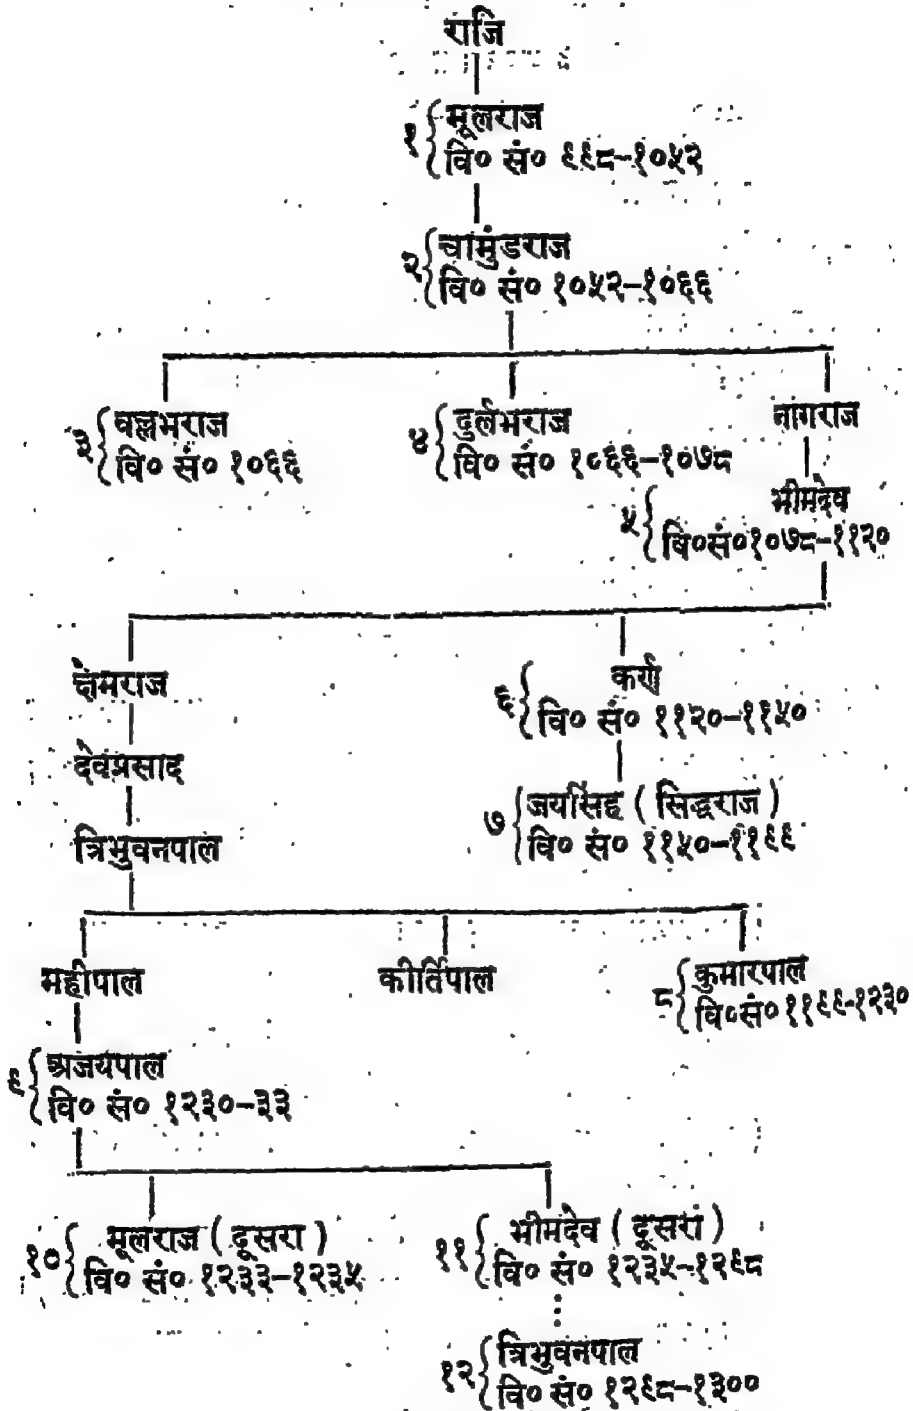 राजि
१ { मूलराज
वि० सं० ९९८-१०५२
२ { चामुंडराज
वि० सं० १०५२-१०६६
३ { वल्लभराज
वि० सं० १०६६
४ { दुर्लभराज
वि० सं० १०६६-१०७८
नागराज
५ { भीमदेव
वि०सं०१०७८-११२०
क्षेमराज
६ { कर्ण
वि० सं० ११२०-११५०
देवप्रसाद
७ { जयसिंह ( सिद्धराज )
वि० सं० ११५०-११९९
त्रिभुवनपाल
महीपाल
कीर्तिपाल
८ { कुमारपाल
वि०सं०११९९-१२३०
९ { अजयपाल
वि० सं० १२३०-३३
१० { मूलराज ( दूसरा )
वि० सं० १२३३-१२३५
११ { भीमदेव ( दूसरा )
वि० सं० १२३५-१२९८
१२ { त्रिभुवनपाल
वि० सं० १२९८-१३००